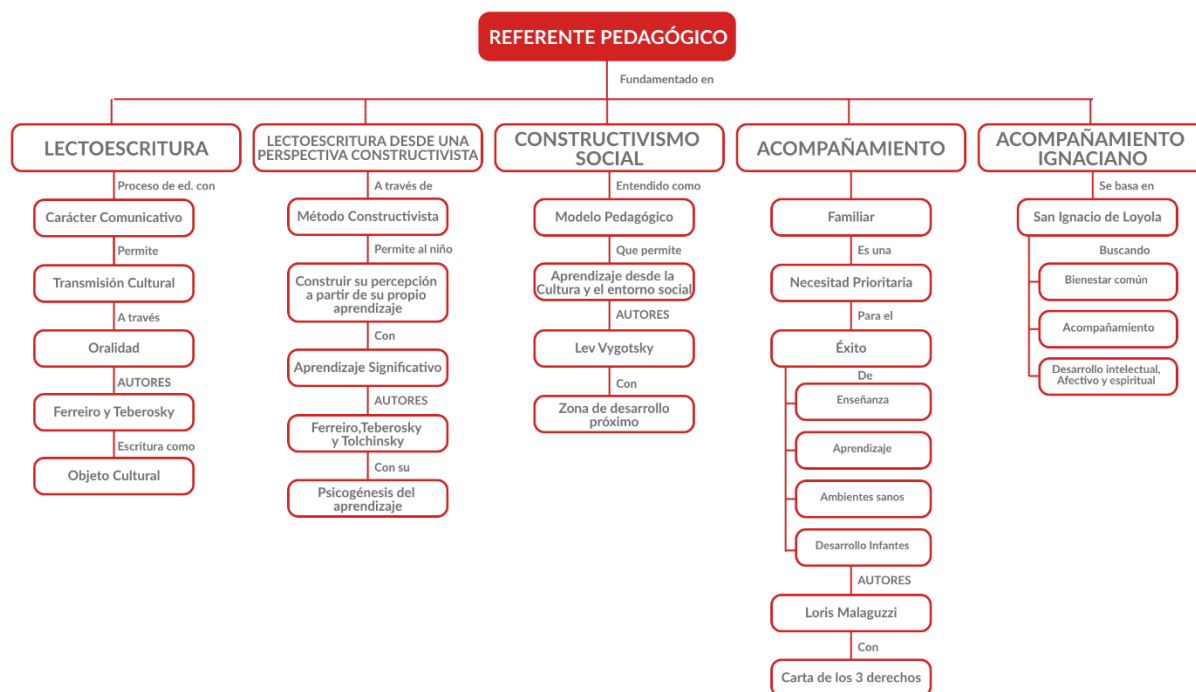 REFERENTE PEDAGÓGICO
Fundamentado en
LECTOESCRITURA
Proceso de ed. con
Carácter Comunicativo
Permite
Transmisión Cultural
A través
Oralidad
AUTORES
Ferreiro y Teberosky
Escritura como
Objeto Cultural
LECTOESCRITURA DESDE UNA
PERSPECTIVA CONSTRUCTIVISTA
A través de
Método Constructivista
Permite al niño
Construir su percepción
a partir de su propio
aprendizaje
Con
Aprendizaje Significativo
AUTORES
Ferreiro,Teberosky
y Tolchinsky
Con su
Psicogénesis del
aprendizaje
CONSTRUCTIVISMO
SOCIAL
Entendido como
Modelo Pedagógico
Que permite
Aprendizaje desde la
Cultura y el entorno social
AUTORES
Lev Vygotsky
Con
Zona de desarrollo
próximo
ACOMPAÑAMIENTO
Familiar
Es una
Necesitad Prioritaria
Para el
Éxito
De
Enseñanza
Aprendizaje
Ambientes sanos
Desarrollo Infantes
AUTORES
Loris Malaguzzi
Con
Carta de los 3 derechos
ACOMPAÑAMIENTO
IGNACIANO
Se basa en
San Ignacio de Loyola
Buscando
Bienestar común
Acompañamiento
Desarrollo intelectual,
Afectivo y espiritual